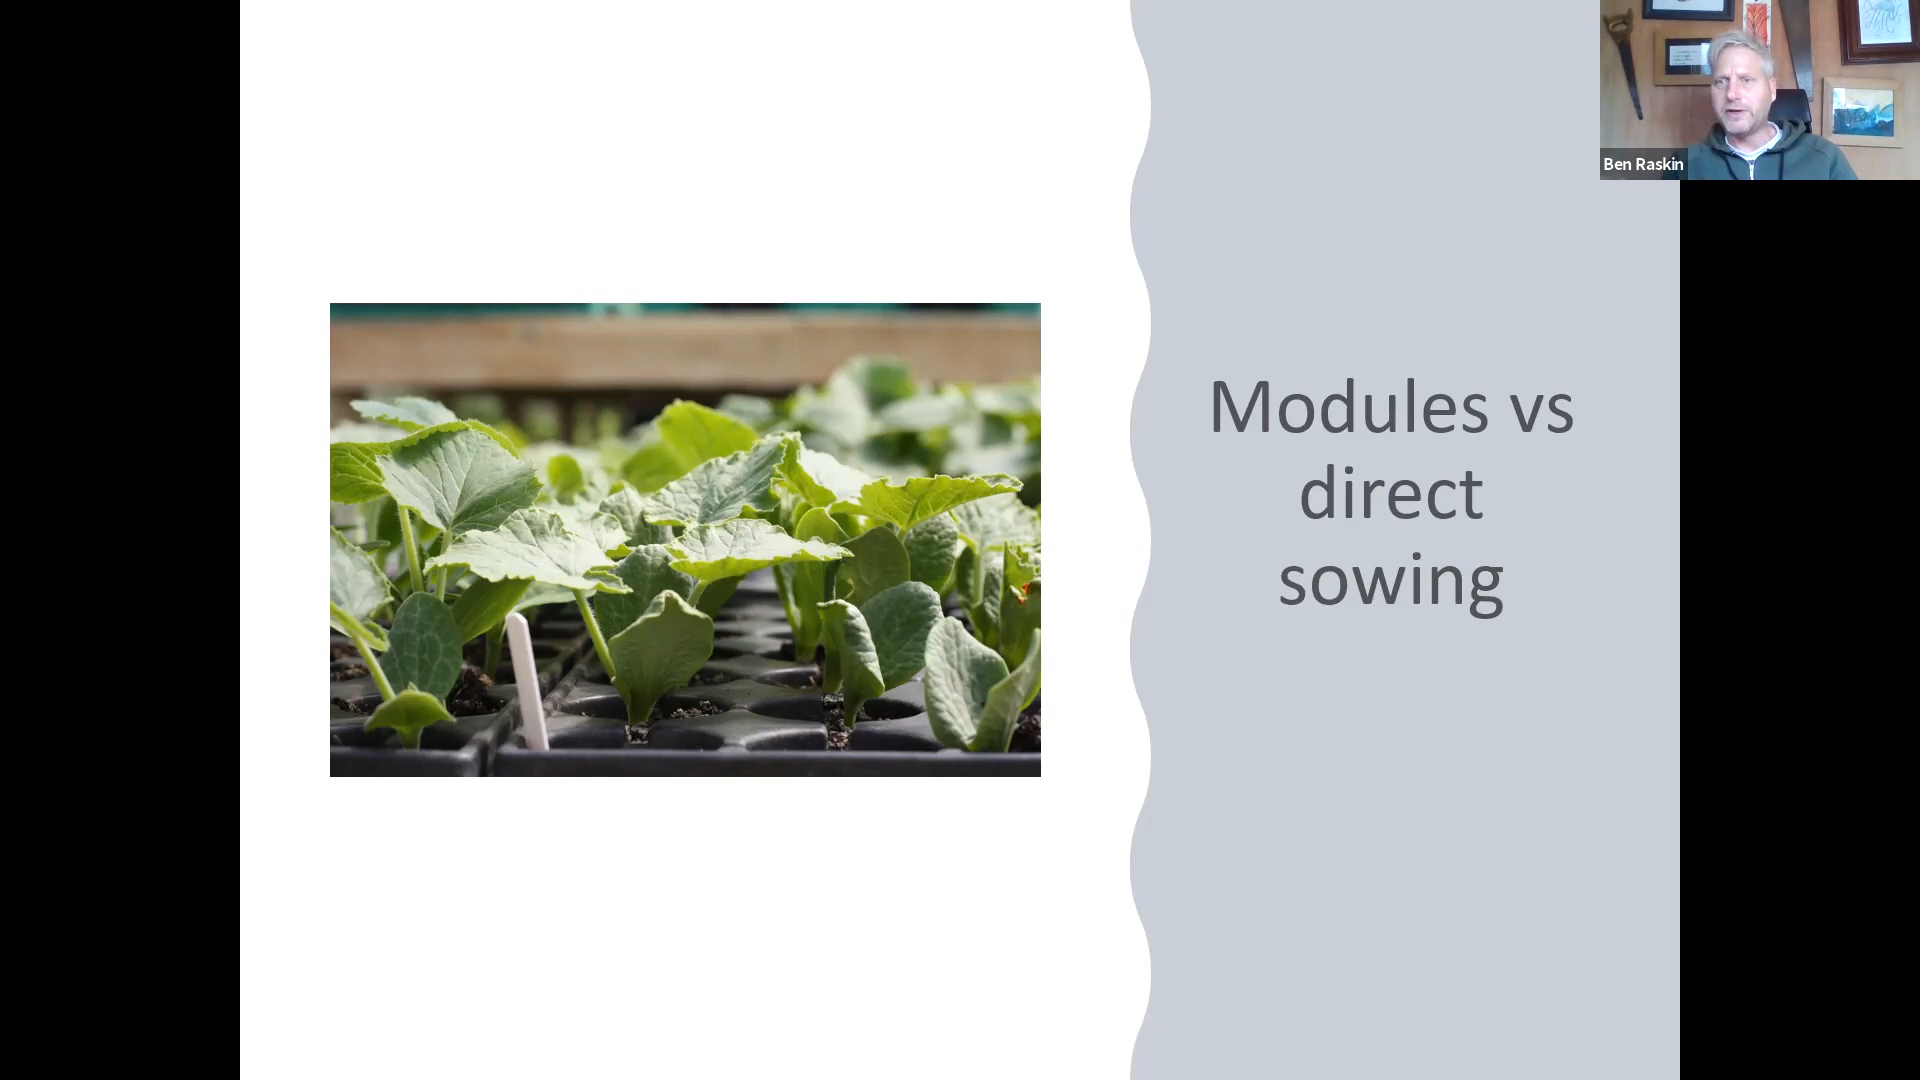 Modules vs
direct
sowing
Ben Raskin